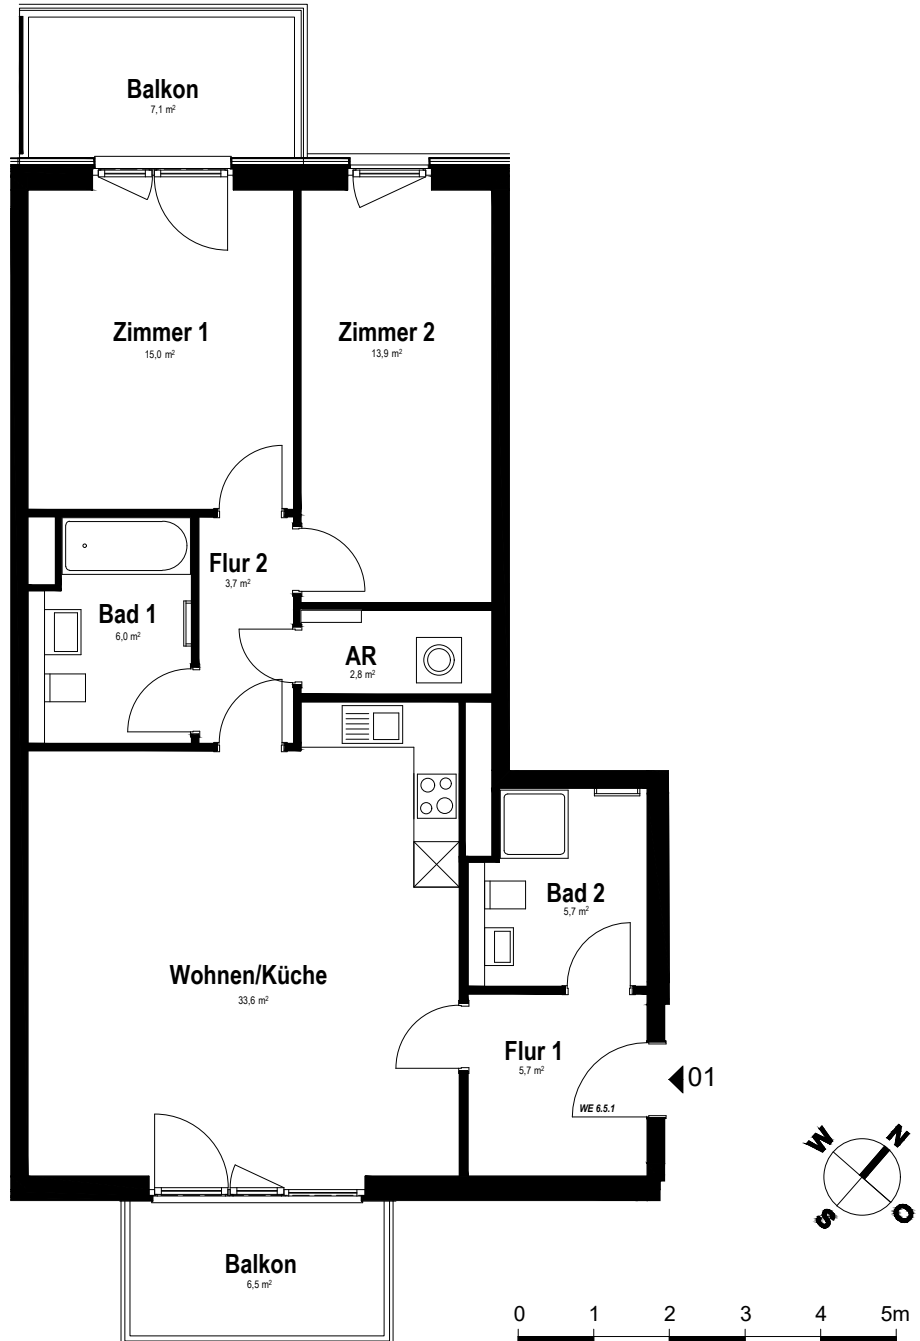 Balkon
7,1 m²
Zimmer 1
15,0 m²
Zimmer 2
13,9 m²
Flur 2
3,7 m²
Bad 1
6,0 m²
AR
2,8 m²
Bad 2
5,7 m²
Wohnen/Küche
33,6 m²
Flur 1
5,7 m²
01
WE 6.5.1
W N
S O
Balkon
6,5 m²
0 1 2 3 4 5m